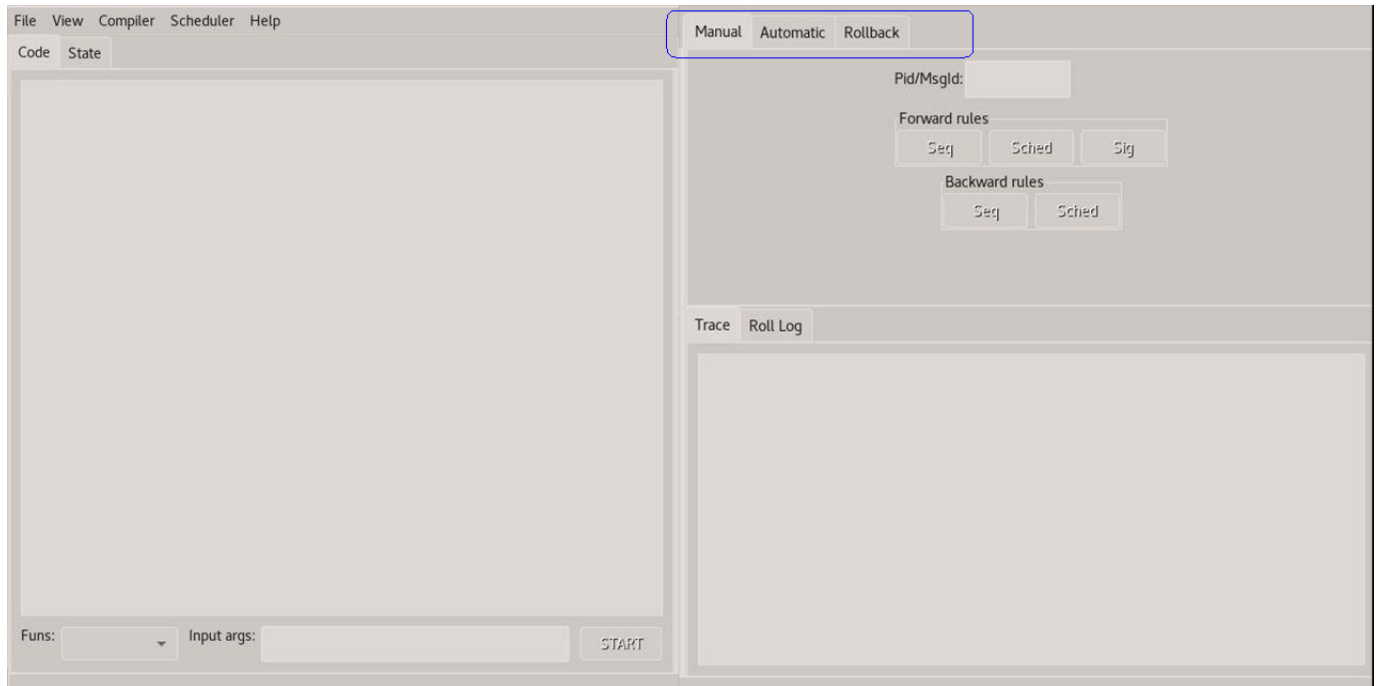 File View Compiler Scheduler Help
Code State
Funs: Input args: START
Manual Automatic Rollback
Pid/MsgId:
Forward rules
Seq Sched Sig
Backward rules
Seq Sched
Trace Roll Log